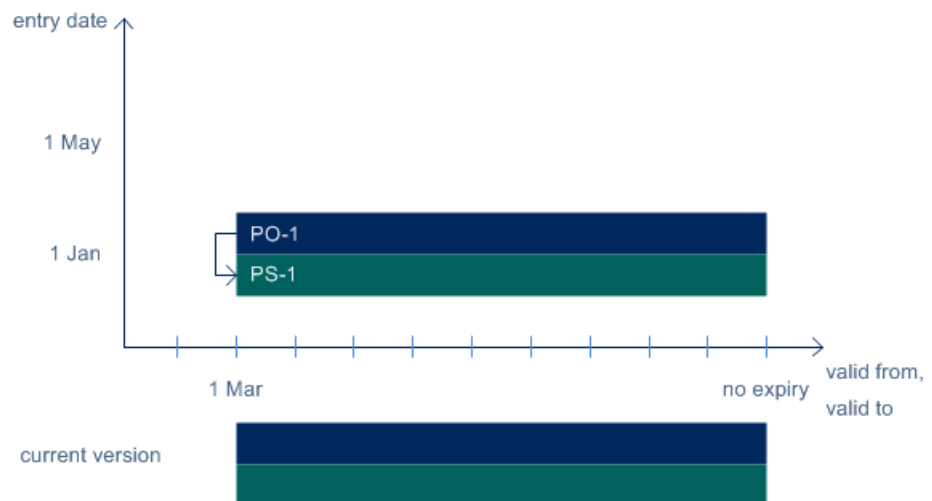 entry date
1 May
1 Jan
PO-1
PS-1
1 Mar
no expiry
valid from,
valid to
current version